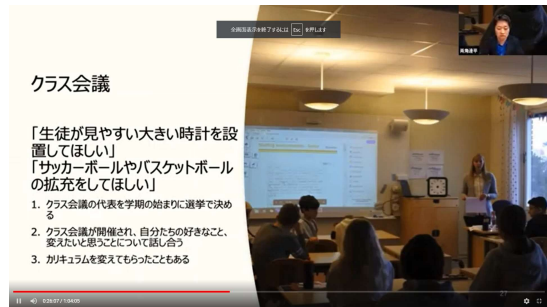 全画面表示を終了するには Esc を押します
クラス会議
「生徒が見やすい大きい時計を設
置してほしい」
「サッカーボールやバスケットボール
の拡充をしてほしい」
1. クラス会議の代表を学期の始まりに選挙で決め
る
2. クラス会議が開催され、自分たちの好きなこと、
変えたいと思うことについて話し合う
3. カリキュラムを変えてもらったこともある
27
0:26:07 / 1:04:05